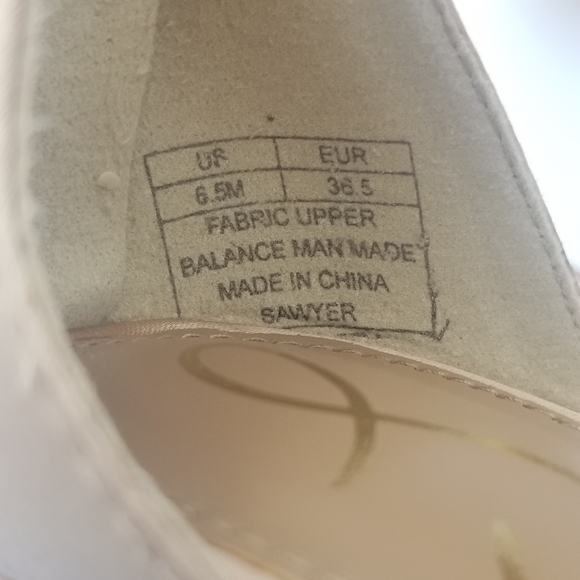 US EUR
6.5M 36.5
FABRIC UPPER
BALANCE MAN MADE
MADE IN CHINA
SAWYER